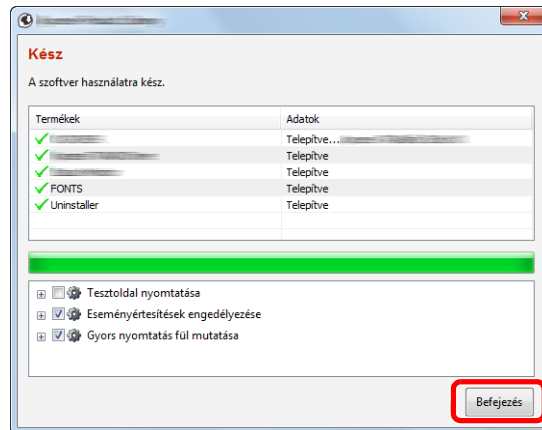 Kész
A szoftver használatra kész.
Termékek Adatok
Telepítve...
Telepítve
Telepítve
FONTS Telepítve
Uninstaller Telepítve
Tesztoldal nyomtatása
Eseményértesítések engedélyezése
Gyors nyomtatás fül mutatása
Befejezés